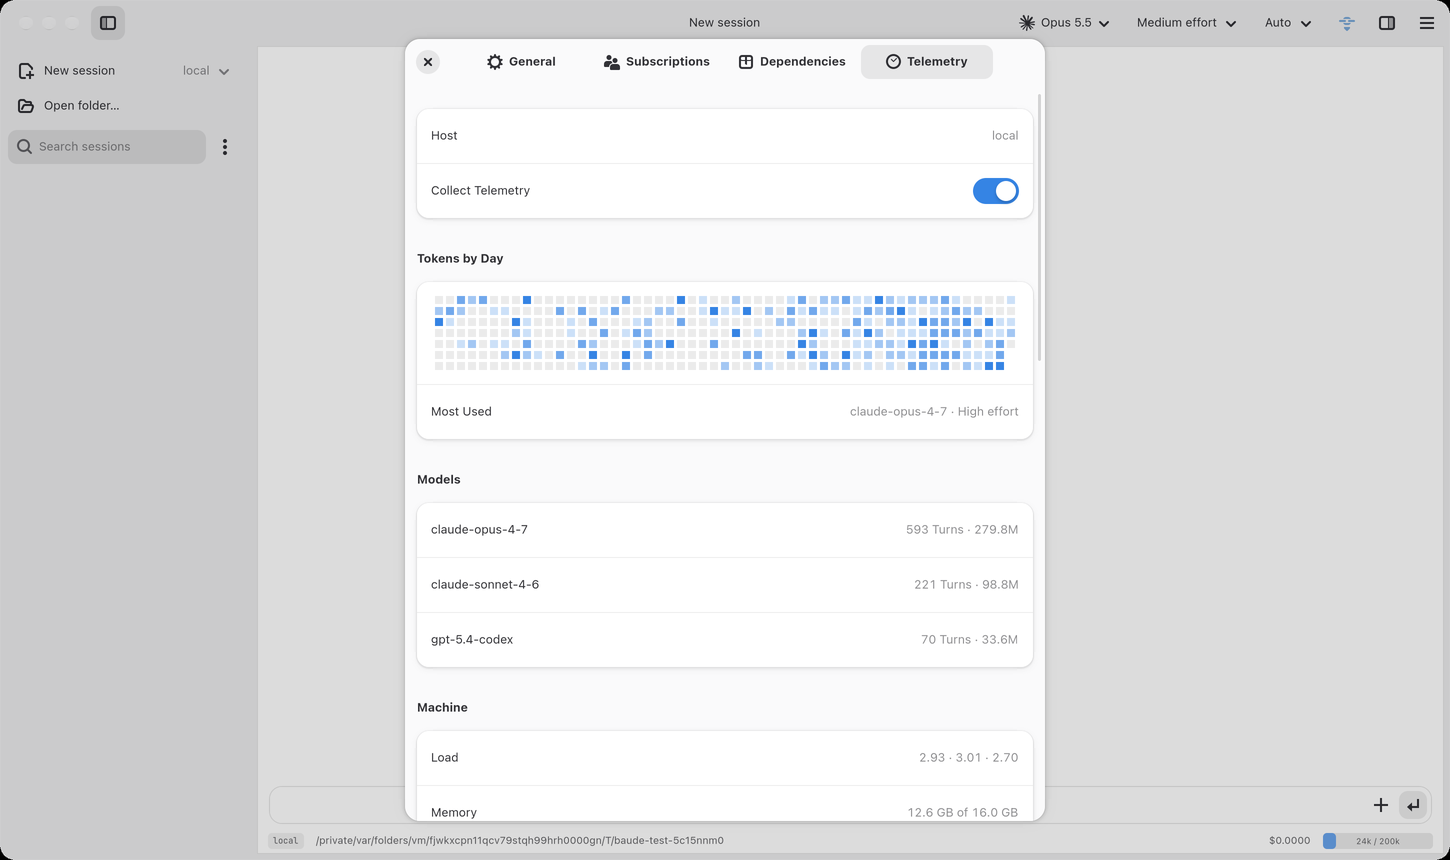 New session
Opus 5.5
Medium effort
Auto
New session
local
Open folder...
Search sessions
General
Subscriptions
Dependencies
Telemetry
Host
local
Collect Telemetry
Tokens by Day
Most Used
claude-opus-4-7 · High effort
Models
claude-opus-4-7
593 Turns · 279.8M
claude-sonnet-4-6
221 Turns · 98.8M
gpt-5.4-codex
70 Turns · 33.6M
Machine
Load
2.93 · 3.01 · 2.70
Memory
12.6 GB of 16.0 GB
local
/private/var/folders/vm/fjwkxcpn11qcv79stqh99hrh0000gn/T/baude-test-5c15nnm0
$0.0000
24k / 200k